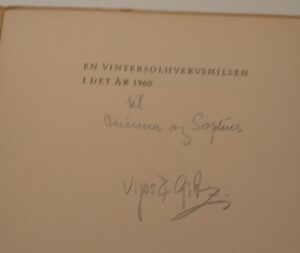 EN VINTERSOLHVERVSHILSEN
I DET ÅR 1960
til
Minna og Sophus